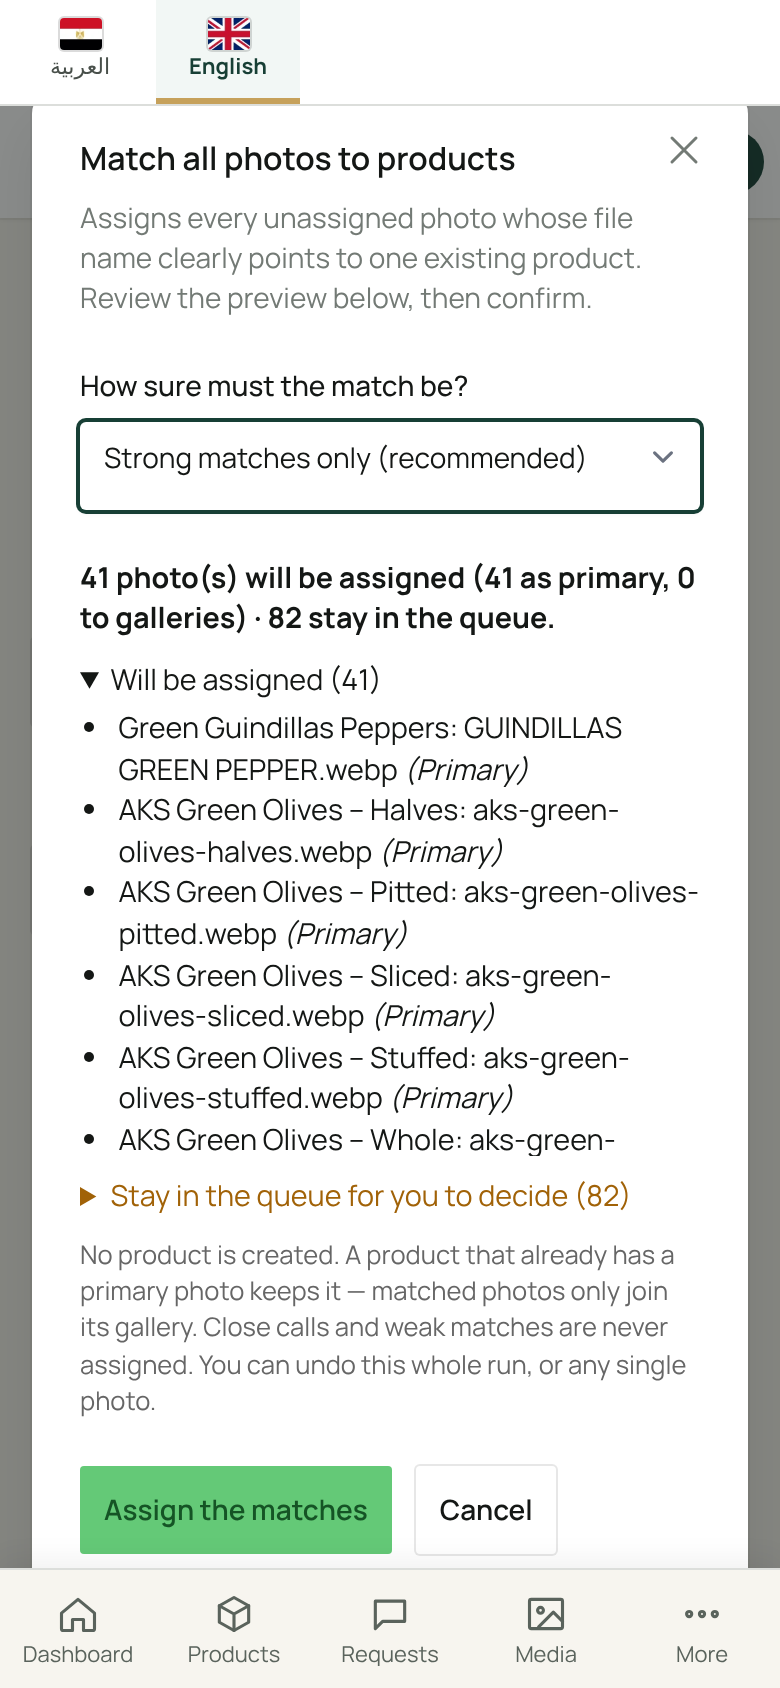 العربية
English
Match all photos to products
Assigns every unassigned photo whose file
name clearly points to one existing product.
Review the preview below, then confirm.
How sure must the match be?
Strong matches only (recommended)
41 photo(s) will be assigned (41 as primary, 0
to galleries) · 82 stay in the queue.
Will be assigned (41)
Green Guindillas Peppers: GUINDILLAS
GREEN PEPPER.webp (Primary)
AKS Green Olives – Halves: aks-green-
olives-halves.webp (Primary)
AKS Green Olives – Pitted: aks-green-olives-
pitted.webp (Primary)
AKS Green Olives – Sliced: aks-green-
olives-sliced.webp (Primary)
AKS Green Olives – Stuffed: aks-green-
olives-stuffed.webp (Primary)
AKS Green Olives – Whole: aks-green-
Stay in the queue for you to decide (82)
No product is created. A product that already has a
primary photo keeps it — matched photos only join
its gallery. Close calls and weak matches are never
assigned. You can undo this whole run, or any single
photo.
Assign the matches
Cancel
Dashboard
Products
Requests
Media
More